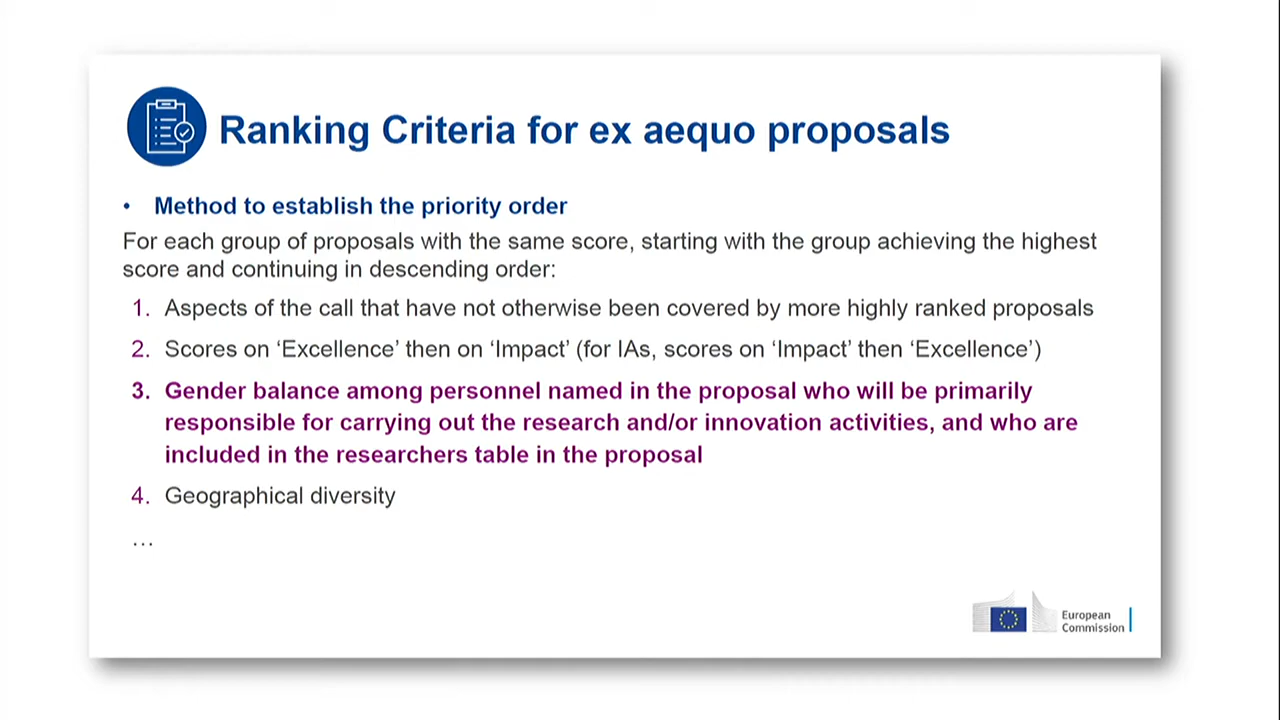 Ranking Criteria for ex aequo proposals
• Method to establish the priority order
For each group of proposals with the same score, starting with the group achieving the highest
score and continuing in descending order:
1. Aspects of the call that have not otherwise been covered by more highly ranked proposals
2. Scores on ‘Excellence’ then on ‘Impact’ (for IAs, scores on ‘Impact’ then ‘Excellence’)
3. Gender balance among personnel named in the proposal who will be primarily
responsible for carrying out the research and/or innovation activities, and who are
included in the researchers table in the proposal
4. Geographical diversity
…
European
Commission